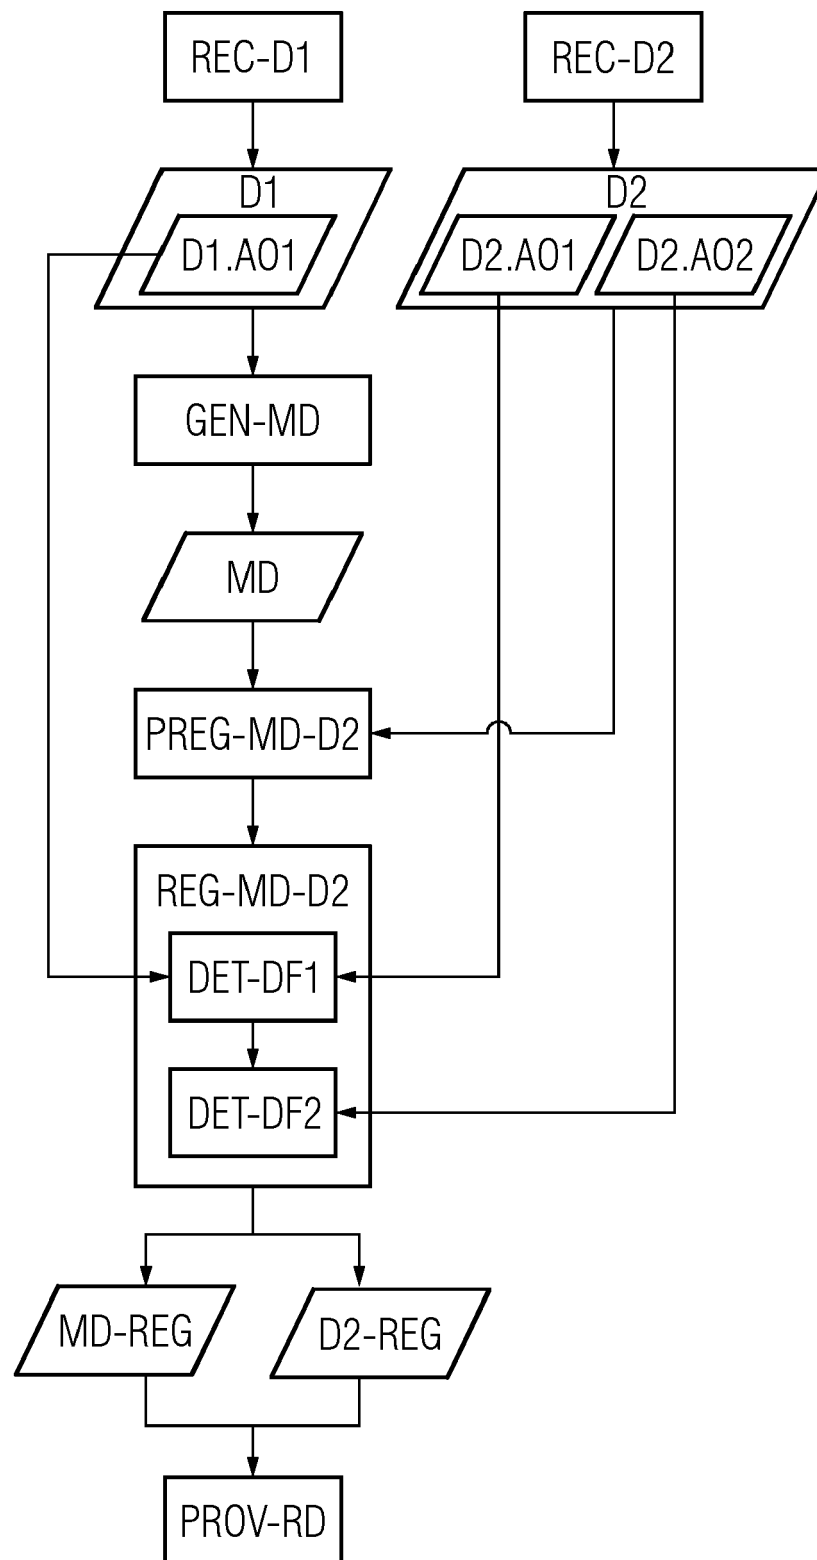 REC-D1
REC-D2
D1
D2
D1.AO1
D2.AO1
D2.AO2
GEN-MD
MD
PREG-MD-D2
REG-MD-D2
DET-DF1
DET-DF2
MD-REG
D2-REG
PROV-RD